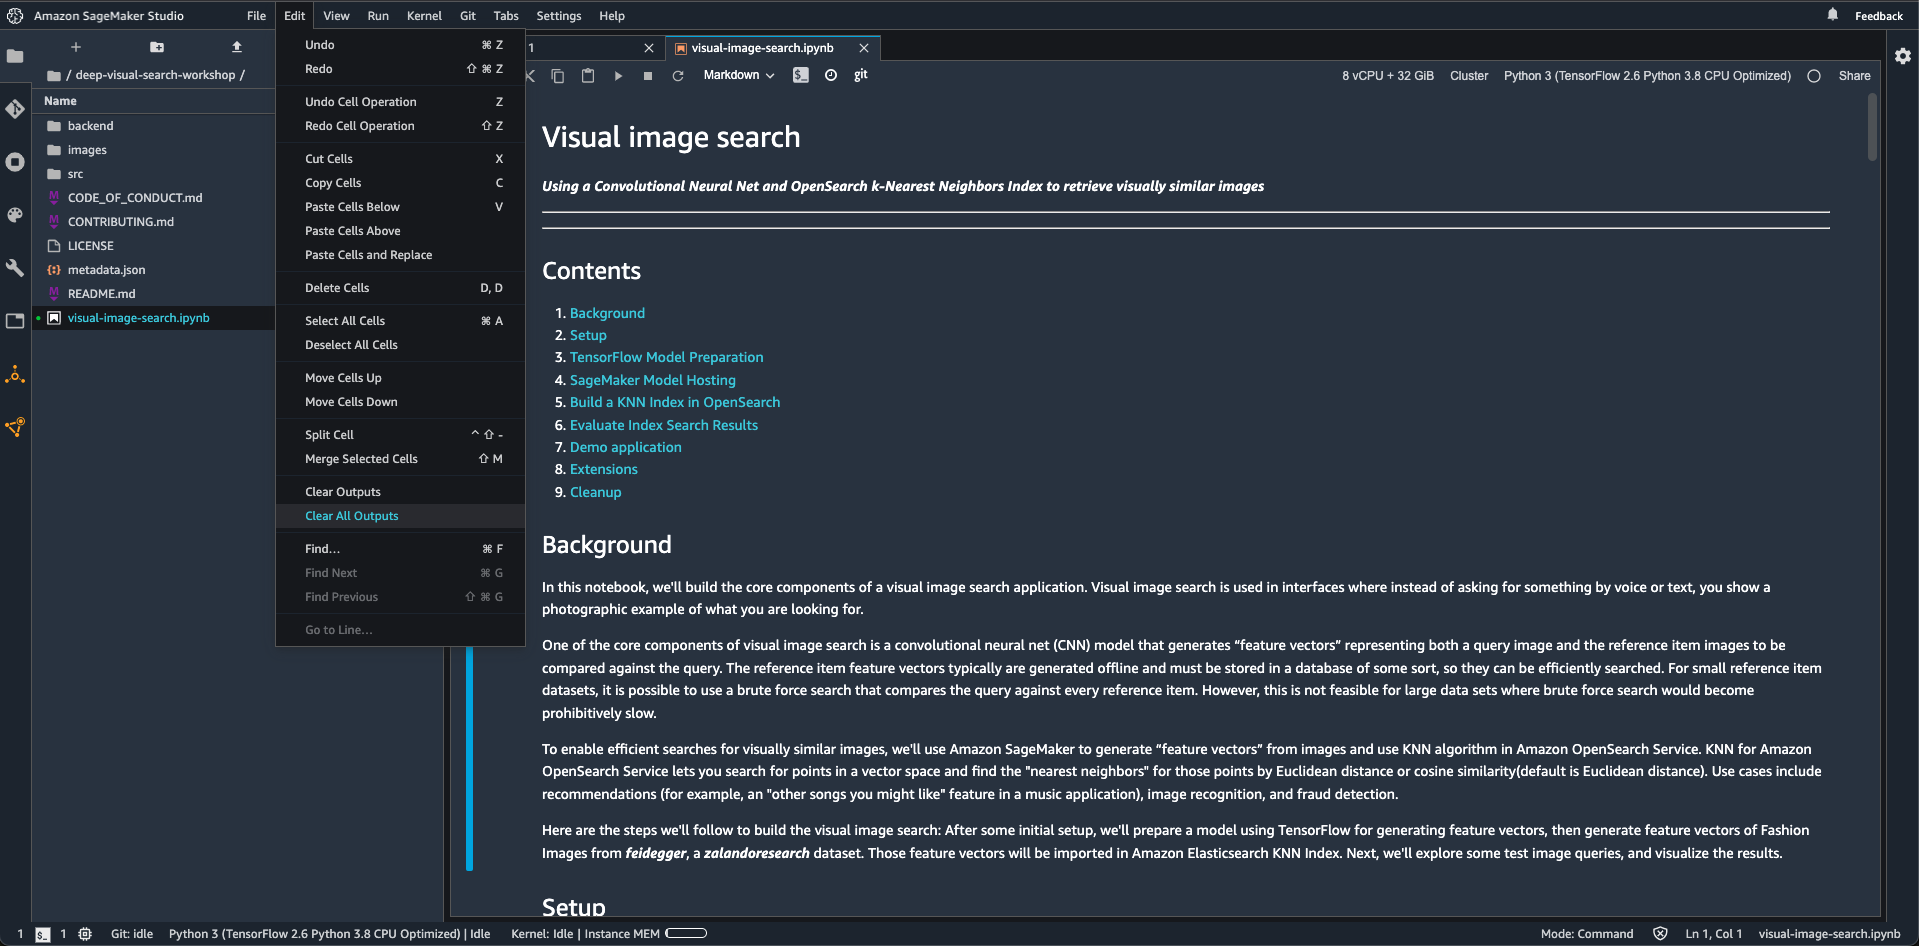 Amazon SageMaker Studio File Edit View Run Kernel Git Tabs Settings Help Feedback
/ deep-visual-search-workshop /
Name
backend
images
src
CODE_OF_CONDUCT.md
CONTRIBUTING.md
LICENSE
metadata.json
README.md
visual-image-search.ipynb
Undo ⌘ Z
Redo ⇧ ⌘ Z
Undo Cell Operation Z
Redo Cell Operation ⇧ Z
Cut Cells X
Copy Cells C
Paste Cells Below V
Paste Cells Above
Paste Cells and Replace
Delete Cells D, D
Select All Cells ⌘ A
Deselect All Cells
Move Cells Up
Move Cells Down
Split Cell ^ ⇧ -
Merge Selected Cells ⇧ M
Clear Outputs
Clear All Outputs
Find... ⌘ F
Find Next ⌘ G
Find Previous ⇧ ⌘ G
Go to Line...
1 visual-image-search.ipynb
Markdown $_ git 8 vCPU + 32 GiB Cluster Python 3 (TensorFlow 2.6 Python 3.8 CPU Optimized) Share
Visual image search
Using a Convolutional Neural Net and OpenSearch k-Nearest Neighbors Index to retrieve visually similar images
Contents
1. Background
2. Setup
3. TensorFlow Model Preparation
4. SageMaker Model Hosting
5. Build a KNN Index in OpenSearch
6. Evaluate Index Search Results
7. Demo application
8. Extensions
9. Cleanup
Background
In this notebook, we'll build the core components of a visual image search application. Visual image search is used in interfaces where instead of asking for something by voice or text, you show a
photographic example of what you are looking for.
One of the core components of visual image search is a convolutional neural net (CNN) model that generates “feature vectors” representing both a query image and the reference item images to be
compared against the query. The reference item feature vectors typically are generated offline and must be stored in a database of some sort, so they can be efficiently searched. For small reference item
datasets, it is possible to use a brute force search that compares the query against every reference item. However, this is not feasible for large data sets where brute force search would become
prohibitively slow.
To enable efficient searches for visually similar images, we'll use Amazon SageMaker to generate “feature vectors” from images and use KNN algorithm in Amazon OpenSearch Service. KNN for Amazon
OpenSearch Service lets you search for points in a vector space and find the "nearest neighbors" for those points by Euclidean distance or cosine similarity(default is Euclidean distance). Use cases include
recommendations (for example, an "other songs you might like" feature in a music application), image recognition, and fraud detection.
Here are the steps we'll follow to build the visual image search: After some initial setup, we'll prepare a model using TensorFlow for generating feature vectors, then generate feature vectors of Fashion
Images from feidegger, a zalandoresearch dataset. Those feature vectors will be imported in Amazon Elasticsearch KNN Index. Next, we'll explore some test image queries, and visualize the results.
Setup
1 $_ 1 Git: idle Python 3 (TensorFlow 2.6 Python 3.8 CPU Optimized) | Idle Kernel: Idle | Instance MEM Mode: Command Ln 1, Col 1 visual-image-search.ipynb